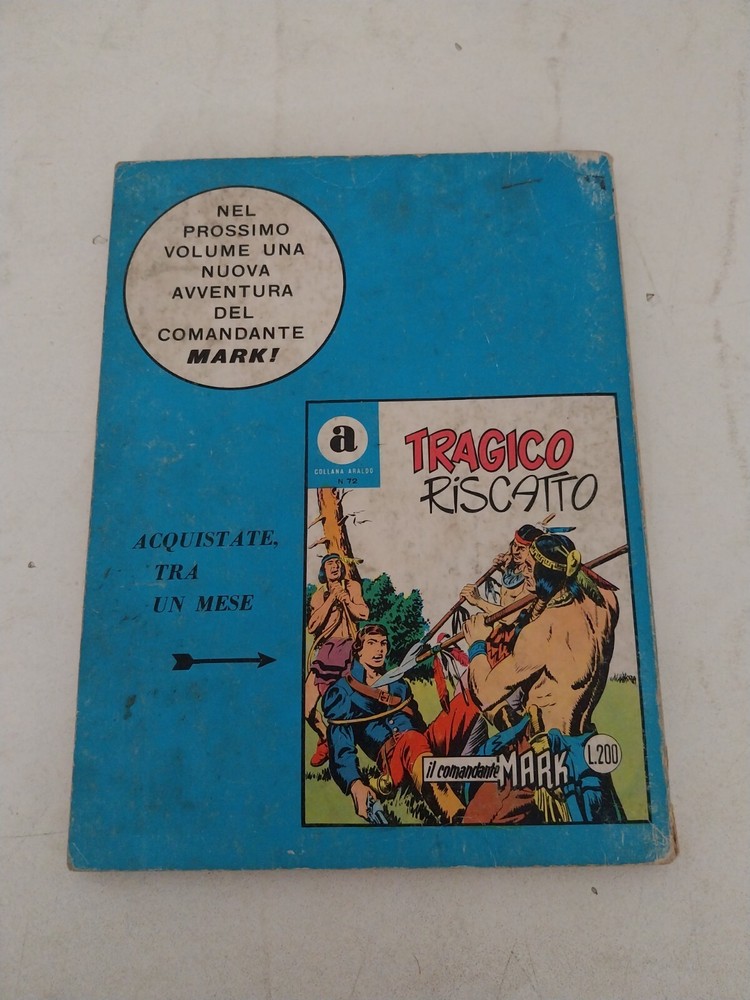 NEL
PROSSIMO
VOLUME UNA
NUOVA
AVVENTURA
DEL
COMANDANTE
MARK!
a
COLLANA ARALDO
N 72
TRAGICO
RISCATTO
ACQUISTATE,
TRA
UN MESE
il comandante MARK
L.200